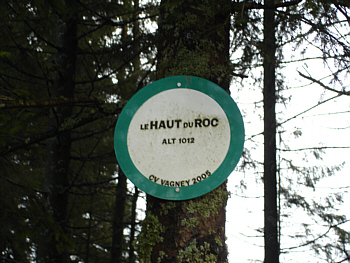 LE HAUT DU ROC
ALT 1012
CV VAGNEY 2005